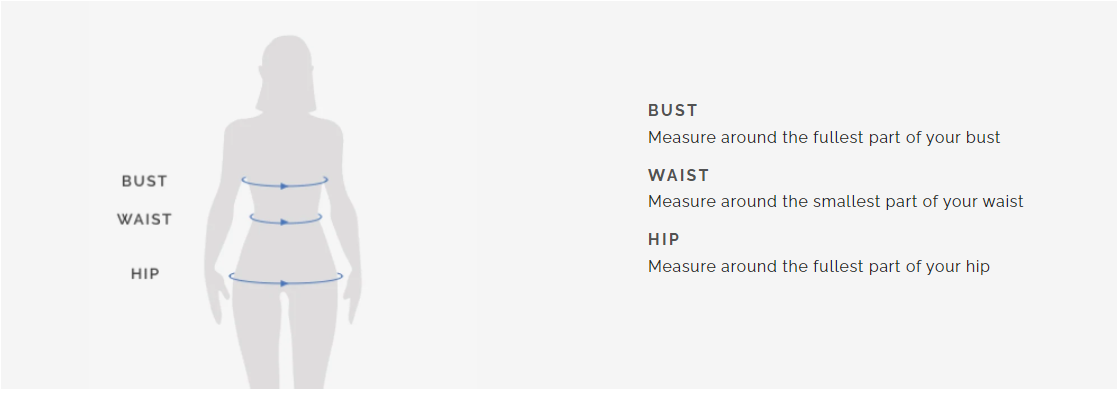 BUST
WAIST
HIP
BUST
Measure around the fullest part of your bust
WAIST
Measure around the smallest part of your waist
HIP
Measure around the fullest part of your hip